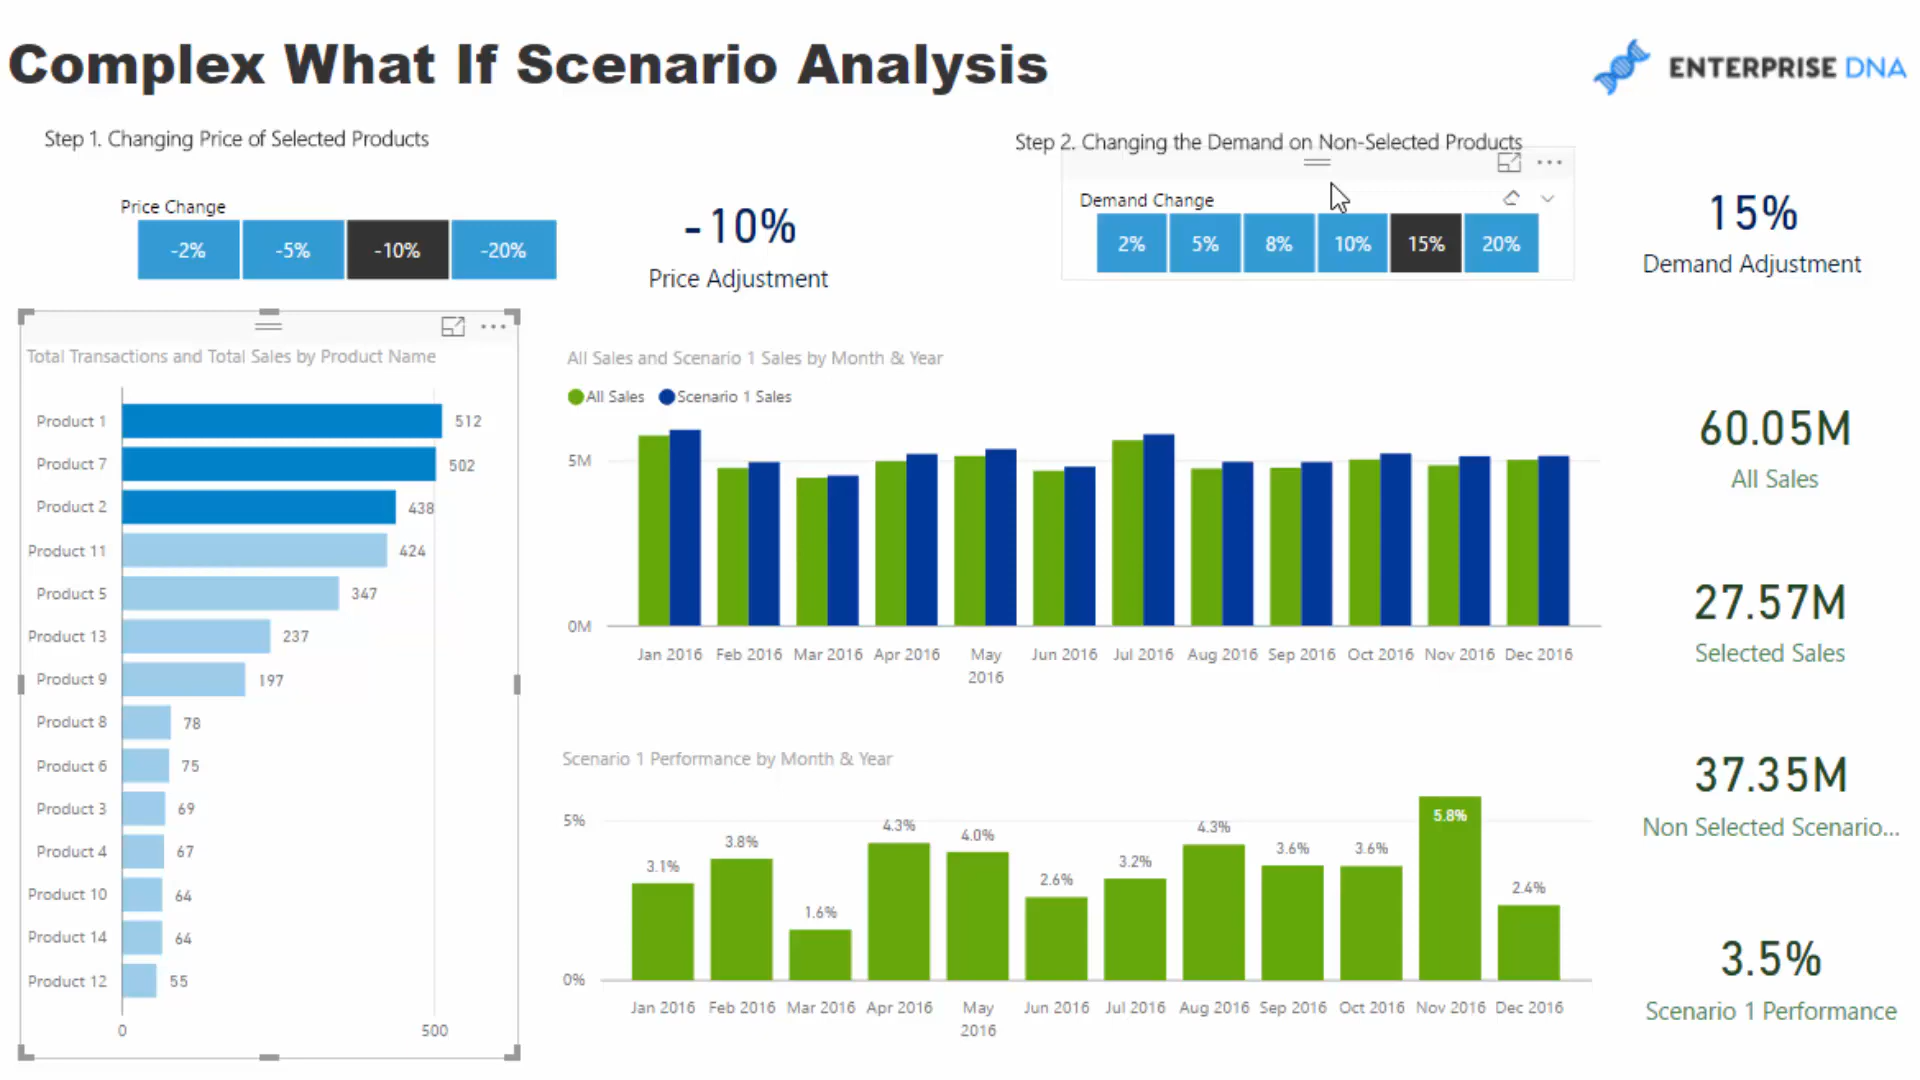 Complex What If Scenario Analysis
ENTERPRISE DNA
Step 1. Changing Price of Selected Products
Step 2. Changing the Demand on Non-Selected Products
Price Change
-2% -5% -10% -20%
-10%
Price Adjustment
Demand Change
2% 5% 8% 10% 15% 20%
15%
Demand Adjustment
Total Transactions and Total Sales by Product Name
Product 1 512
Product 7 502
Product 2 438
Product 11 424
Product 5 347
Product 13 237
Product 9 197
Product 8 78
Product 6 75
Product 3 69
Product 4 67
Product 10 64
Product 14 64
Product 12 55
0 500
All Sales and Scenario 1 Sales by Month & Year
All Sales Scenario 1 Sales
5M
0M
Jan 2016 Feb 2016 Mar 2016 Apr 2016 May 2016 Jun 2016 Jul 2016 Aug 2016 Sep 2016 Oct 2016 Nov 2016 Dec 2016
Scenario 1 Performance by Month & Year
5%
0%
3.1% 3.8% 1.6% 4.3% 4.0% 2.6% 3.2% 4.3% 3.6% 3.6% 5.8% 2.4%
Jan 2016 Feb 2016 Mar 2016 Apr 2016 May 2016 Jun 2016 Jul 2016 Aug 2016 Sep 2016 Oct 2016 Nov 2016 Dec 2016
60.05M
All Sales
27.57M
Selected Sales
37.35M
Non Selected Scenario...
3.5%
Scenario 1 Performance